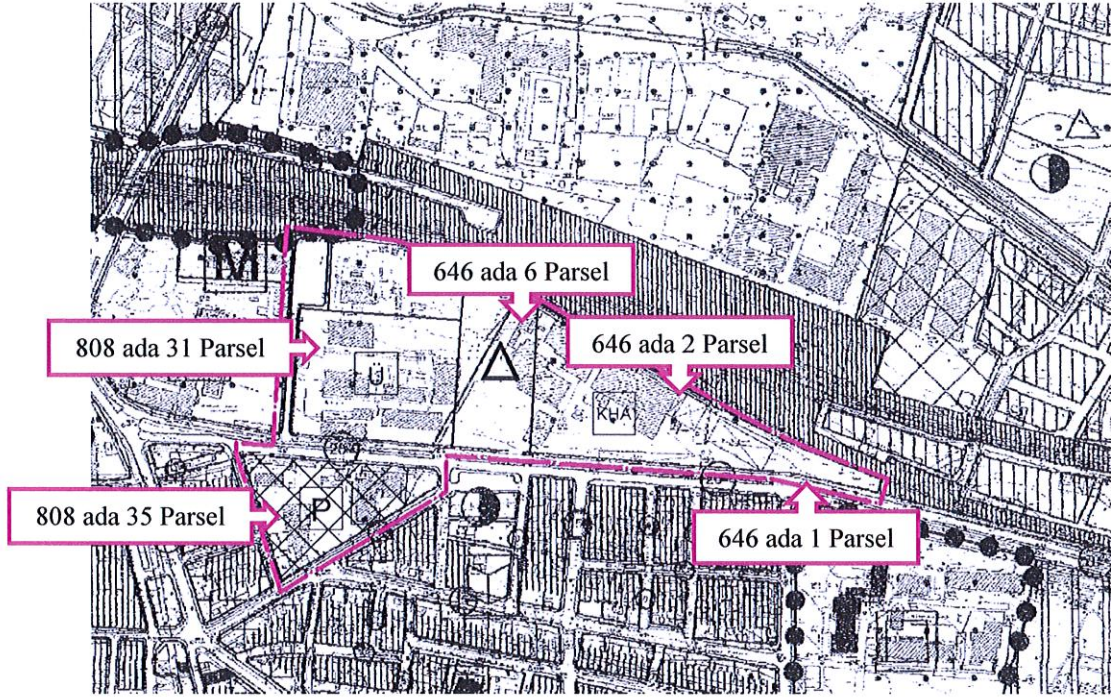 M
646 ada 6 Parsel
808 ada 31 Parsel
646 ada 2 Parsel
Ü
KHA
808 ada 35 Parsel
P
646 ada 1 Parsel